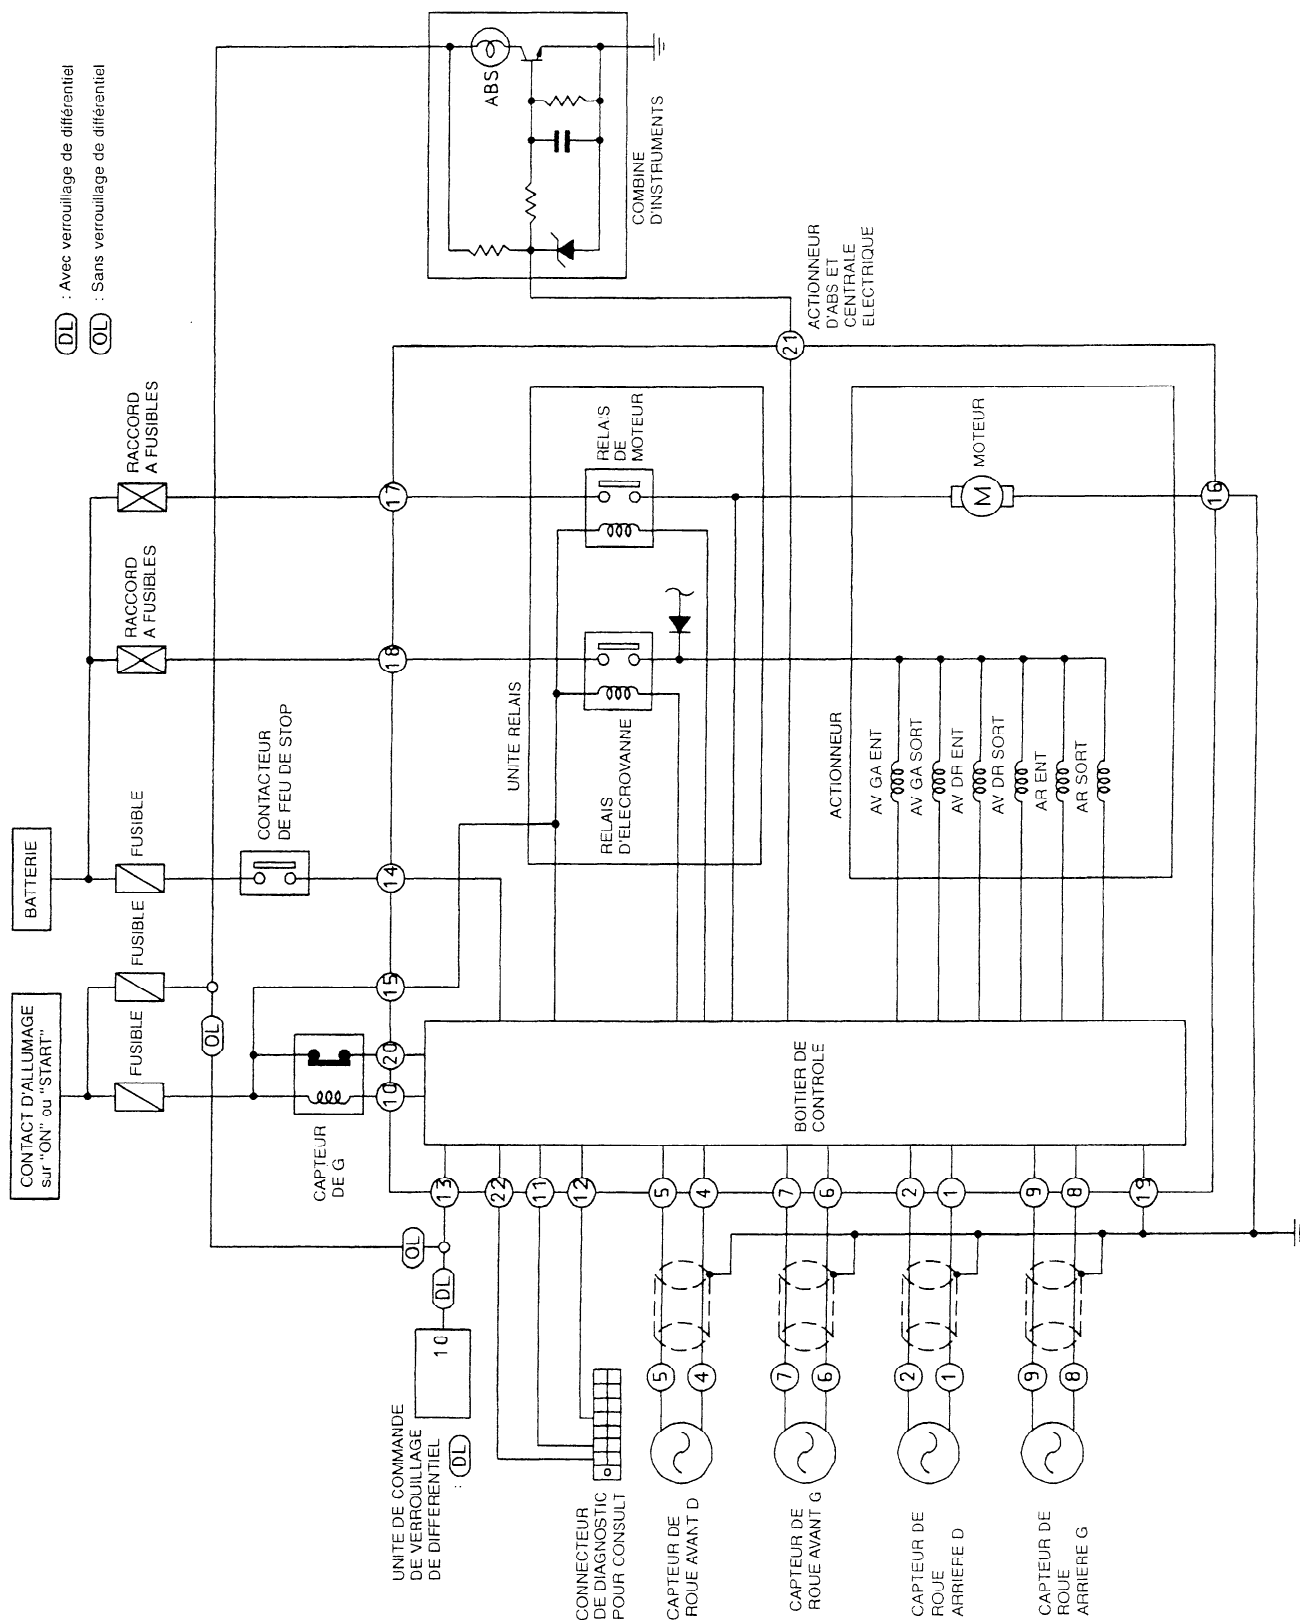 DL : Avec verrouillage de différentiel
OL : Sans verrouillage de différentiel
BATTERIE
CONTACT D'ALLUMAGE
sur "ON" ou "START"
FUSIBLE
FUSIBLE
FUSIBLE
RACCORD
A FUSIBLES
RACCORD
A FUSIBLES
OL
CONTACTEUR
DE FEU DE STOP
CAPTEUR
DE G
ABS
COMBINE
D'INSTRUMENTS
10
20
15
14
18
17
21
ACTIONNEUR
D'ABS ET
CENTRALE
ELECTRIQUE
UNITE RELAIS
RELAIS
D'ELECROVANNE
RELAIS
DE
MOTEUR
ACTIONNEUR
AV GA ENT
AV GA SORT
AV DR ENT
AV DR SORT
AR ENT
AR SORT
M
MOTEUR
16
BOITIER DE
CONTROLE
13
22
11
12
5
4
7
6
2
1
9
8
19
OL
DL
10
UNITE DE COMMANDE
DE VERROUILLAGE
DE DIFFERENTIEL
: DL
5
4
7
6
2
1
9
8
CONNECTEUR
DE DIAGNOSTIC
POUR CONSULT
CAPTEUR DE
ROUE AVANT D
CAPTEUR DE
ROUE AVANT G
CAPTEUR DE
ROUE
ARRIERE D
CAPTEUR DE
ROUE
ARRIERE G